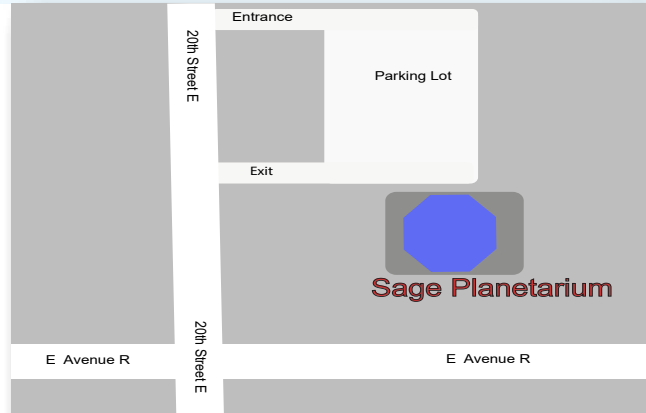 Entrance
20th Street E
Parking Lot
Exit
Sage Planetarium
20th Street E
E Avenue R
E Avenue R